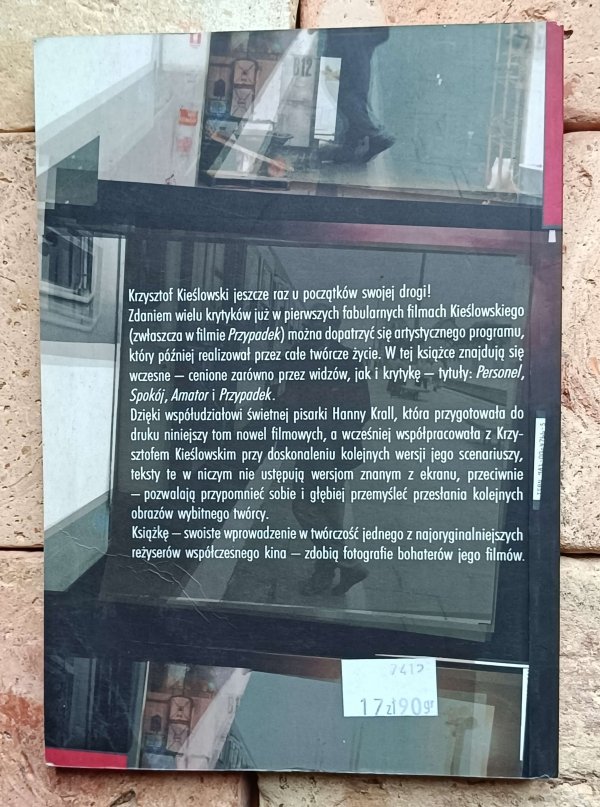 B12
Krzysztof Kieślowski jeszcze raz u początków swojej drogi!
Zdaniem wielu krytyków już w pierwszych fabularnych filmach Kieślowskiego
(zwłaszcza w filmie Przypadek) można dopatrzyć się artystycznego programu,
który później realizował przez całe twórcze życie. W tej książce znajdują się
wczesne – cenione zarówno przez widzów, jak i krytykę – tytuły: Personel,
Spokój, Amator i Przypadek.
Dzięki współudziałowi świetnej pisarki Hanny Krall, która przygotowała do
druku niniejszy tom nowel filmowych, a wcześniej współpracowała z Krzy-
sztofem Kieślowskim przy doskonaleniu kolejnych wersji jego scenariuszy,
teksty te w niczym nie ustępują wersjom znanym z ekranu, przeciwnie
– pozwalają przypomnieć sobie i głębiej przemyśleć przesłania kolejnych
obrazów wybitnego twórcy.
Książkę – swoiste wprowadzenie w twórczość jednego z najoryginalniejszych
reżyserów współczesnego kina – zdobią fotografie bohaterów jego filmów.
ISBN
17zł90gr